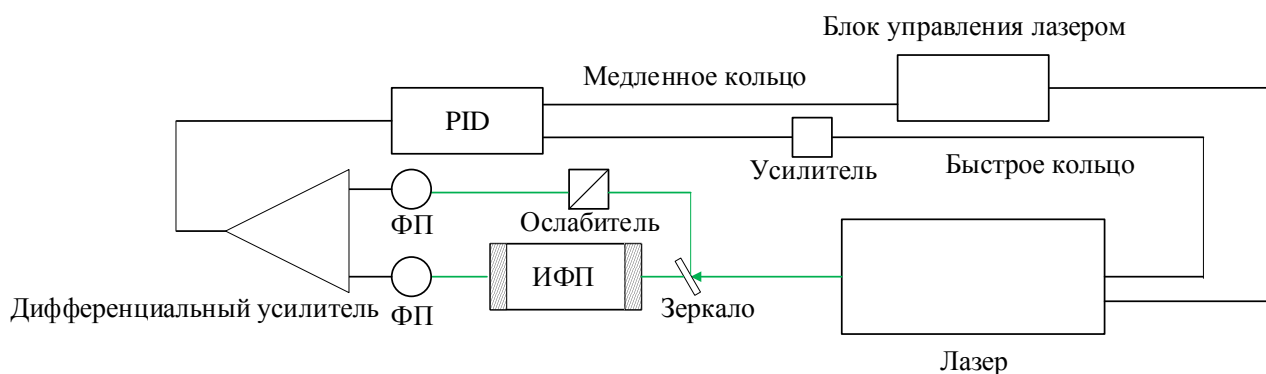 Блок управления лазером
Медленное кольцо
PID
Усилитель
Быстрое кольцо
ФП
Ослабитель
ИФП
Дифференциальный усилитель
ФП
Зеркало
Лазер